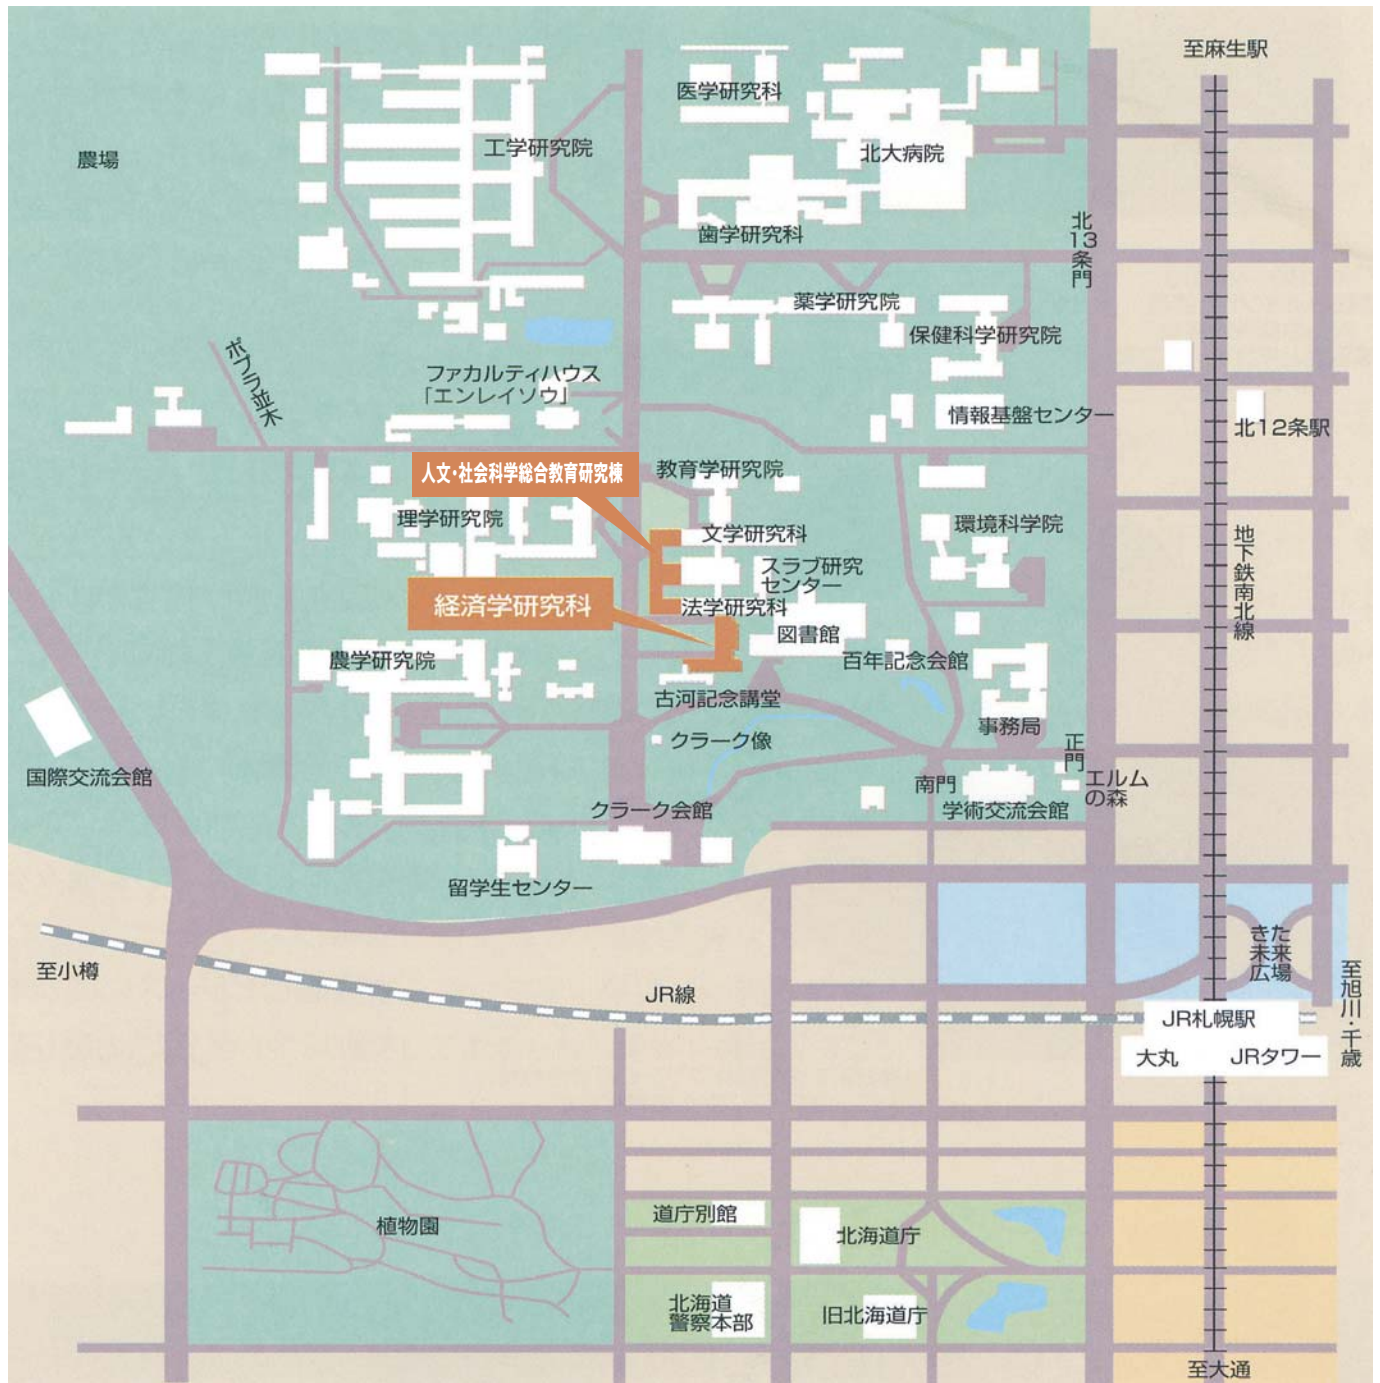 至麻生駅
医学研究科
工学研究院
北大病院
農場
歯学研究科
北13条門
薬学研究院
保健科学研究院
ポプラ並木
ファカルティハウス
「エンレイソウ」
情報基盤センター
北12条駅
人文・社会科学総合教育研究棟
教育学研究院
理学研究院
文学研究科
環境科学院
地下鉄南北線
スラブ研究
センター
経済学研究科
法学研究科
図書館
農学研究院
百年記念会館
古河記念講堂
事務局
クラーク像
正門
国際交流会館
南門
エルム
の森
クラーク会館
学術交流会館
留学生センター
きた
未来
広場
至小樽
JR線
至旭川・千歳
JR札幌駅
大丸
JRタワー
植物園
道庁別館
北海道庁
北海道
警察本部
旧北海道庁
至大通